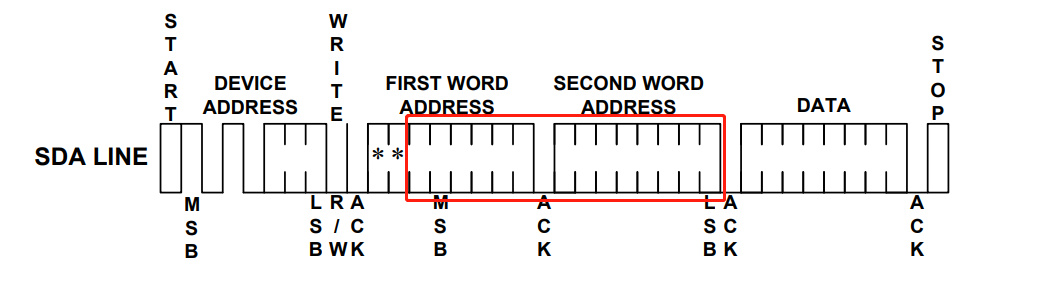 START
WRITE
STOP
DEVICE
ADDRESS
FIRST WORD
ADDRESS
SECOND WORD
ADDRESS
DATA
SDA LINE
* *
MSB
LSB
R/W
ACK
MSB
ACK
LSB
ACK
ACK